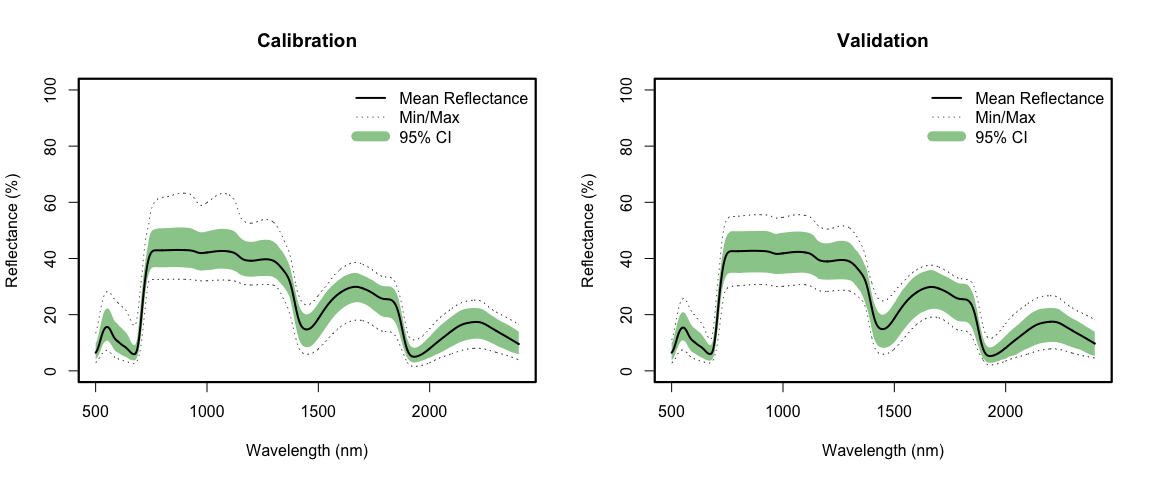 Calibration
Reflectance (%)
100
80
60
40
20
0
Mean Reflectance
Min/Max
95% CI
500 1000 1500 2000
Wavelength (nm)
Validation
Reflectance (%)
100
80
60
40
20
0
Mean Reflectance
Min/Max
95% CI
500 1000 1500 2000
Wavelength (nm)